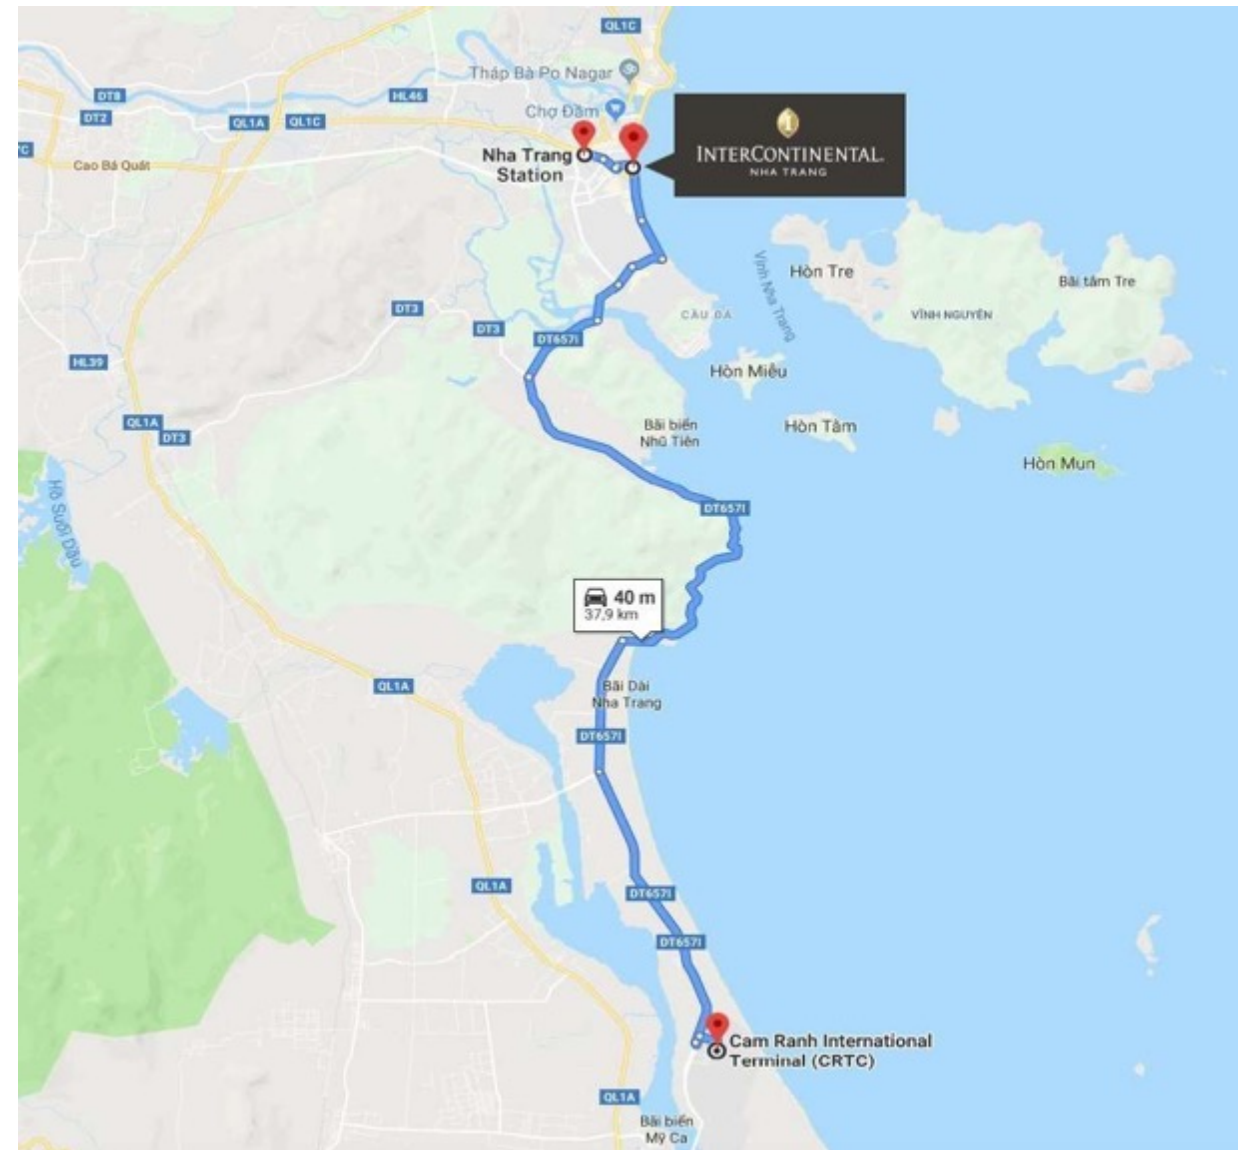 QL1C
Tháp Bà Po Nagar
DT8
HL46
Chợ Đầm
DT2
QL1A
QL1C
Cao Bá Quát
Nha Trang
Station
INTERCONTINENTAL.
NHA TRANG
Vịnh Nha Trang
Hòn Tre
Bãi tắm Tre
VĨNH NGUYÊN
DT3
DT3
CẦU ĐÁ
DT657I
HL39
Hòn Miễu
QL1A
DT3
Bãi biển
Nhũ Tiên
Hòn Tằm
Hòn Mun
Hồ Suối Dầu
DT657I
40 m
37,9 km
QL1A
Bãi Dài
Nha Trang
DT657I
QL1A
DT657I
DT657I
Cam Ranh International
Terminal (CRTC)
QL1A
Bãi biển
Mỹ Ca